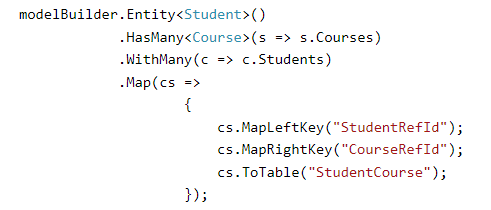 modelBuilder.Entity<Student>()
.HasMany<Course>(s => s.Courses)
.WithMany(c => c.Students)
.Map(cs =>
{
cs.MapLeftKey("StudentRefId");
cs.MapRightKey("CourseRefId");
cs.ToTable("StudentCourse");
});